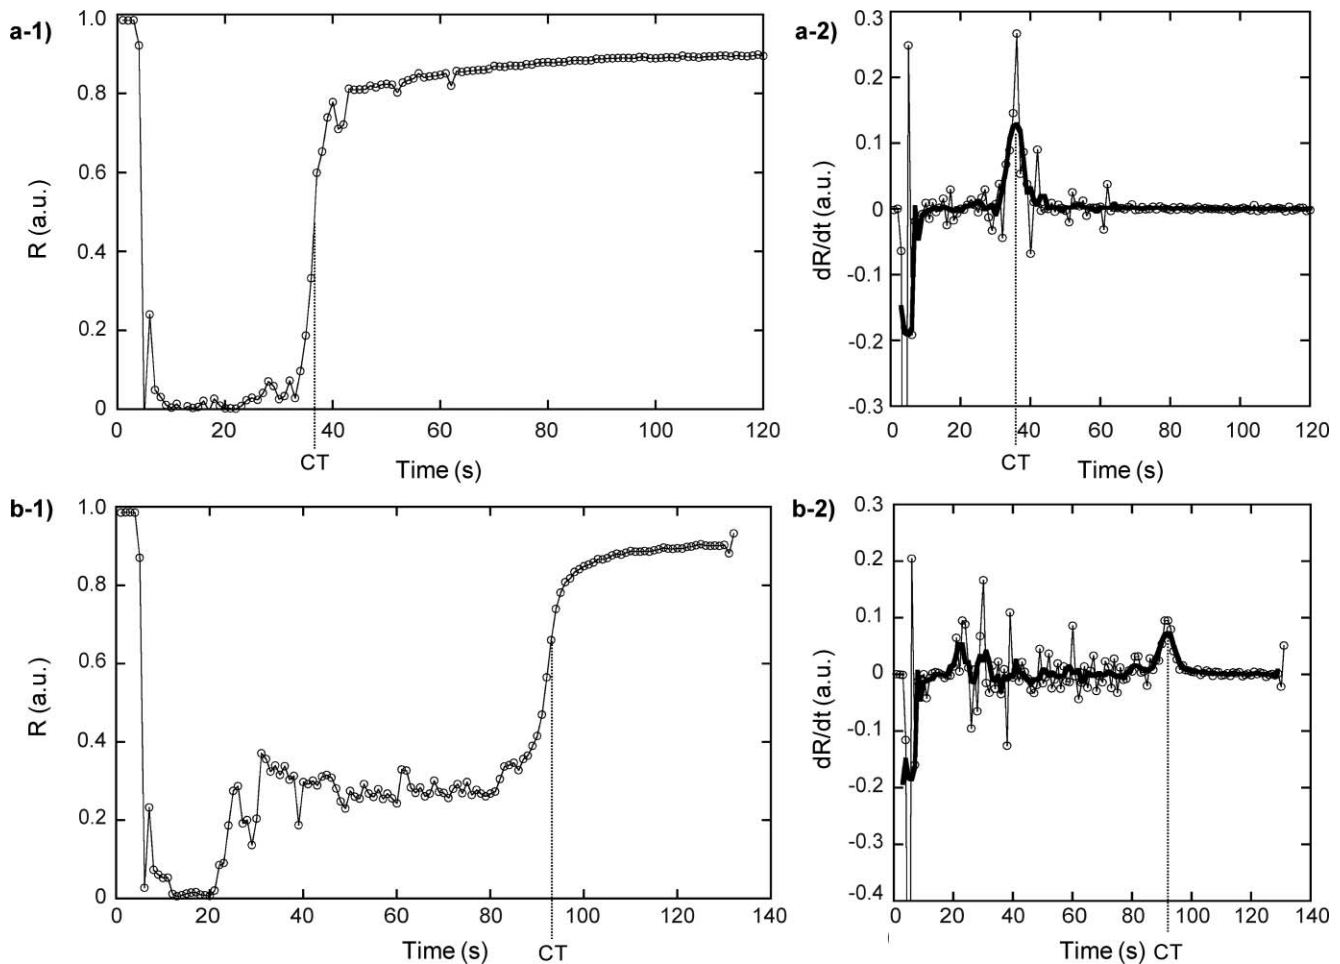 a-1)
R (a.u.)
1.0
0.8
0.6
0.4
0.2
0
0 20 40 60 80 100 120
CT
Time (s)
a-2)
dR/dt (a.u.)
0.3
0.2
0.1
0
-0.1
-0.2
-0.3
0 20 40 60 80 100 120
CT
Time (s)
b-1)
R (a.u.)
1.0
0.8
0.6
0.4
0.2
0
0 20 40 60 80 100 120 140
Time (s) CT
b-2)
dR/dt (a.u.)
0.3
0.2
0.1
0
-0.1
-0.2
-0.3
-0.4
0 20 40 60 80 100 120 140
Time (s) CT